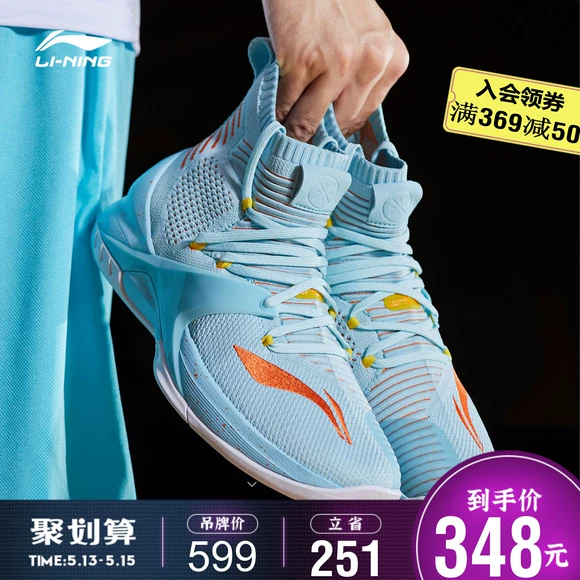 LI-NING
入会领券
满369减50
聚划算
TIME:5.13-5.15
吊牌价
599
立省
251
到手价
348元